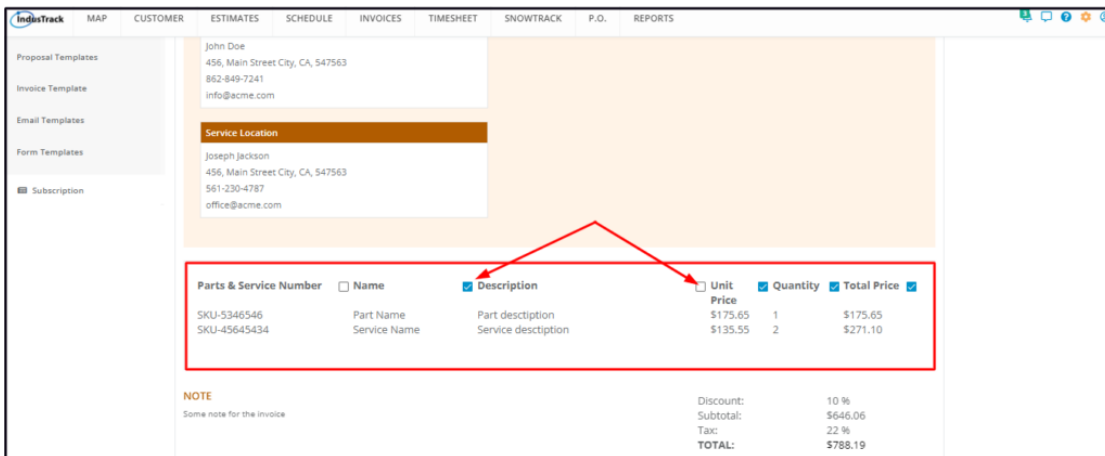 IndusTrack MAP CUSTOMER ESTIMATES SCHEDULE INVOICES TIMESHEET SNOWTRACK P.O. REPORTS
Proposal Templates
Invoice Template
Email Templates
Form Templates
Subscription
John Doe
456, Main Street City, CA, 547563
862-849-7241
info@acme.com
Service Location
Joseph Jackson
456, Main Street City, CA, 547563
561-230-4787
office@acme.com
Parts & Service Number Name Description Unit Quantity Total Price
Price
SKU-5346546 Part Name Part desctiption $175.65 1 $175.65
SKU-45645434 Service Name Service desctiption $135.55 2 $271.10
NOTE
Some note for the invoice
Discount: 10 %
Subtotal: $646.06
Tax: 22 %
TOTAL: $788.19